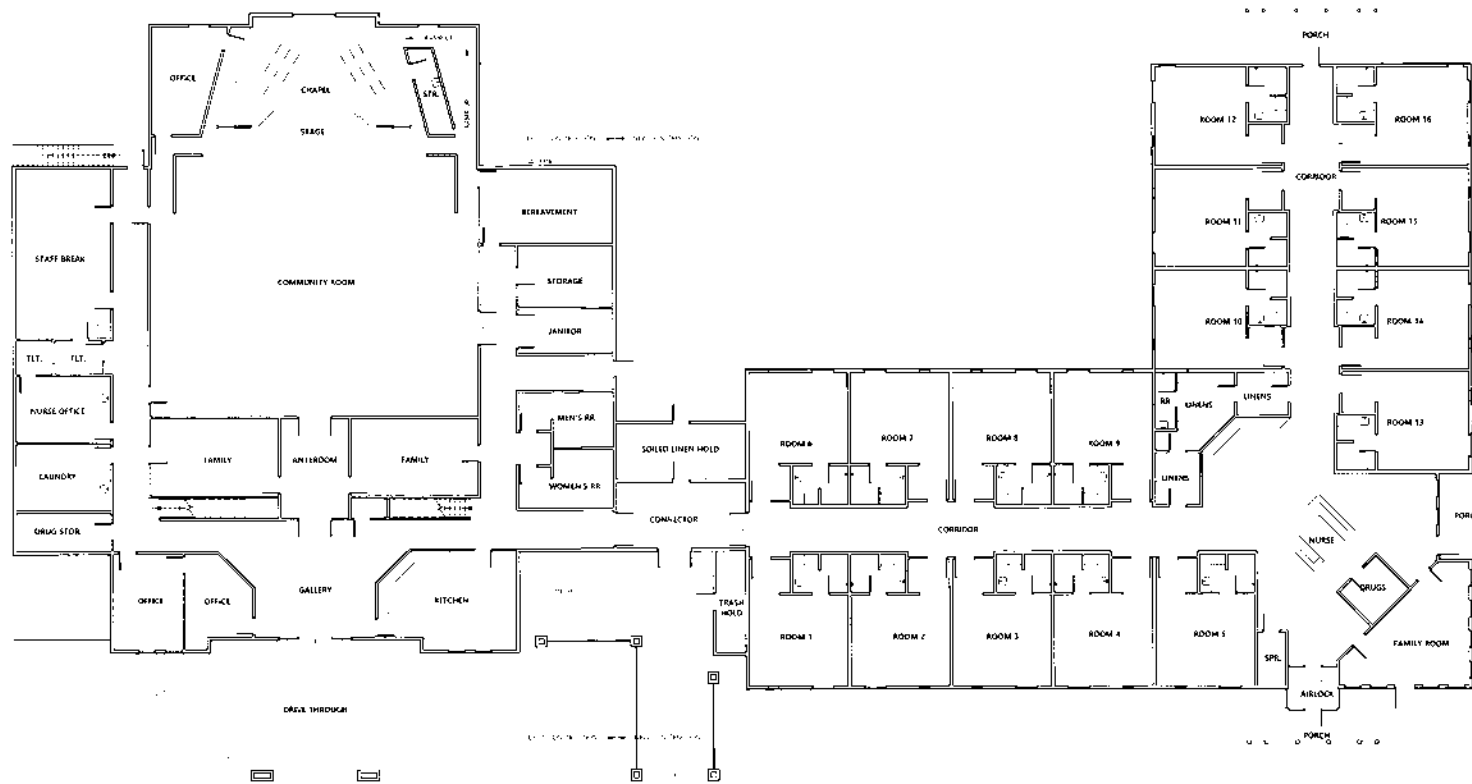 PORCH
OFFICE
CHAPEL
STR.
STAGE
ROOM 12
ROOM 16
CORRIDOR
BEREAVEMENT
ROOM 11
ROOM 15
STAFF BREAK
COMMUNITY ROOM
STORAGE
JANITOR
ROOM 10
ROOM 14
TLT.
TLT.
NURSE OFFICE
MEN'S RR
RR
LINENS
LINENS
ROOM 13
ROOM 6
ROOM 7
ROOM 8
ROOM 9
FAMILY
ANTEROOM
FAMILY
SOILED LINEN HOLD
LAUNDRY
WOMEN'S RR
LINENS
DRUG STOR.
CONNECTOR
CORRIDOR
PORC
NURSE
GALLERY
DRUGS
OFFICE
OFFICE
KITCHEN
TRASH
HOLD
ROOM 1
ROOM 2
ROOM 3
ROOM 4
ROOM 5
SPR.
FAMILY ROOM
AIRLOCK
DRIVE THROUGH
PORCH